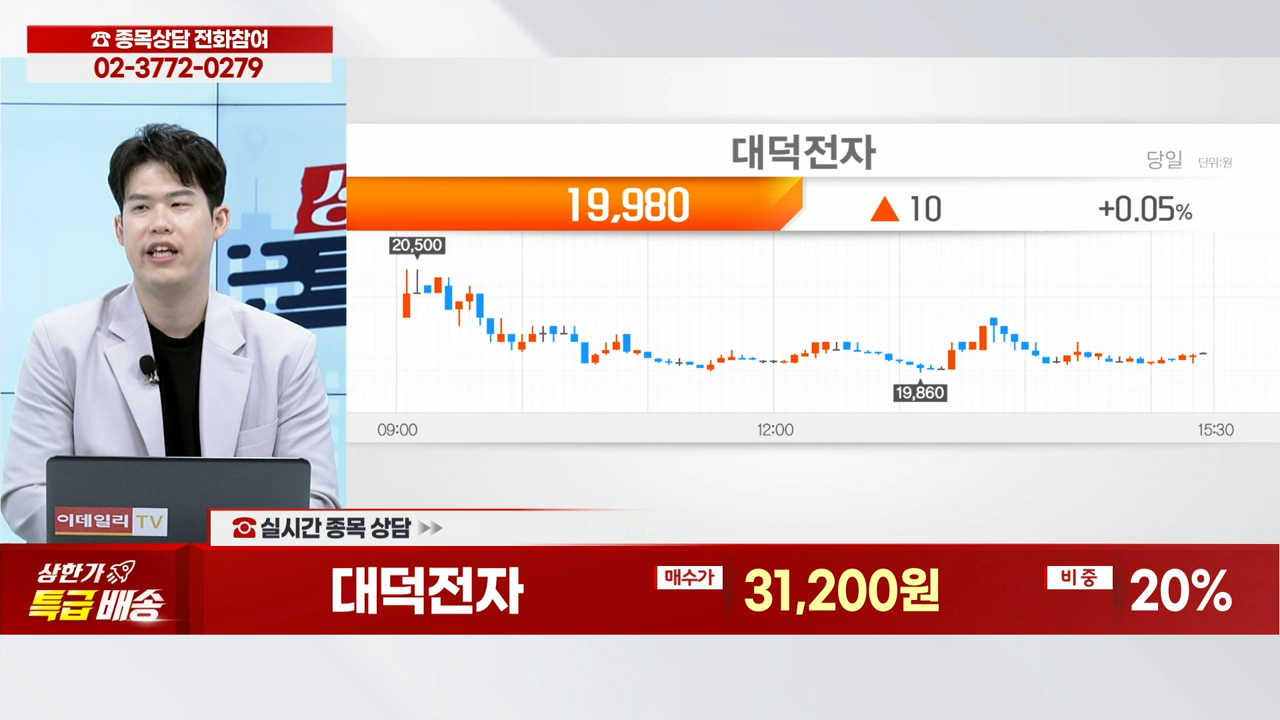 ☎ 종목상담 전화참여
02-3772-0279
대덕전자
당일 단위:원
19,980 ▲ 10 +0.05%
20,500
19,860
09:00 12:00 15:30
이데일리 TV
☎ 실시간 종목 상담
상한가
특급 배송
대덕전자 매수가 31,200원 비중 20%